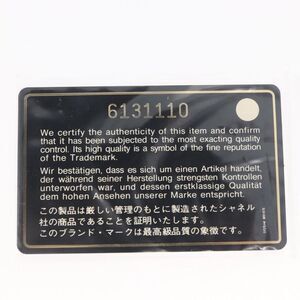 6131110
We certify the authenticity of this item and confirm
that it has been subjected to the most exacting quality
control. Its high quality is a symbol of the fine reputation
of the Trademark.
Wir bestätigen, dass es sich um einen Artikel handelt,
der während seiner Herstellung strengsten Kontrollen
unterworfen war, und dessen erstklassige Qualität
dem hohen Ansehen unserer Marke entspricht.
この製品は厳しい管理のもとに製造されたシャネル
社の商品であることを証明いたします。
このブランド・マークは最高級品質の象徴です。